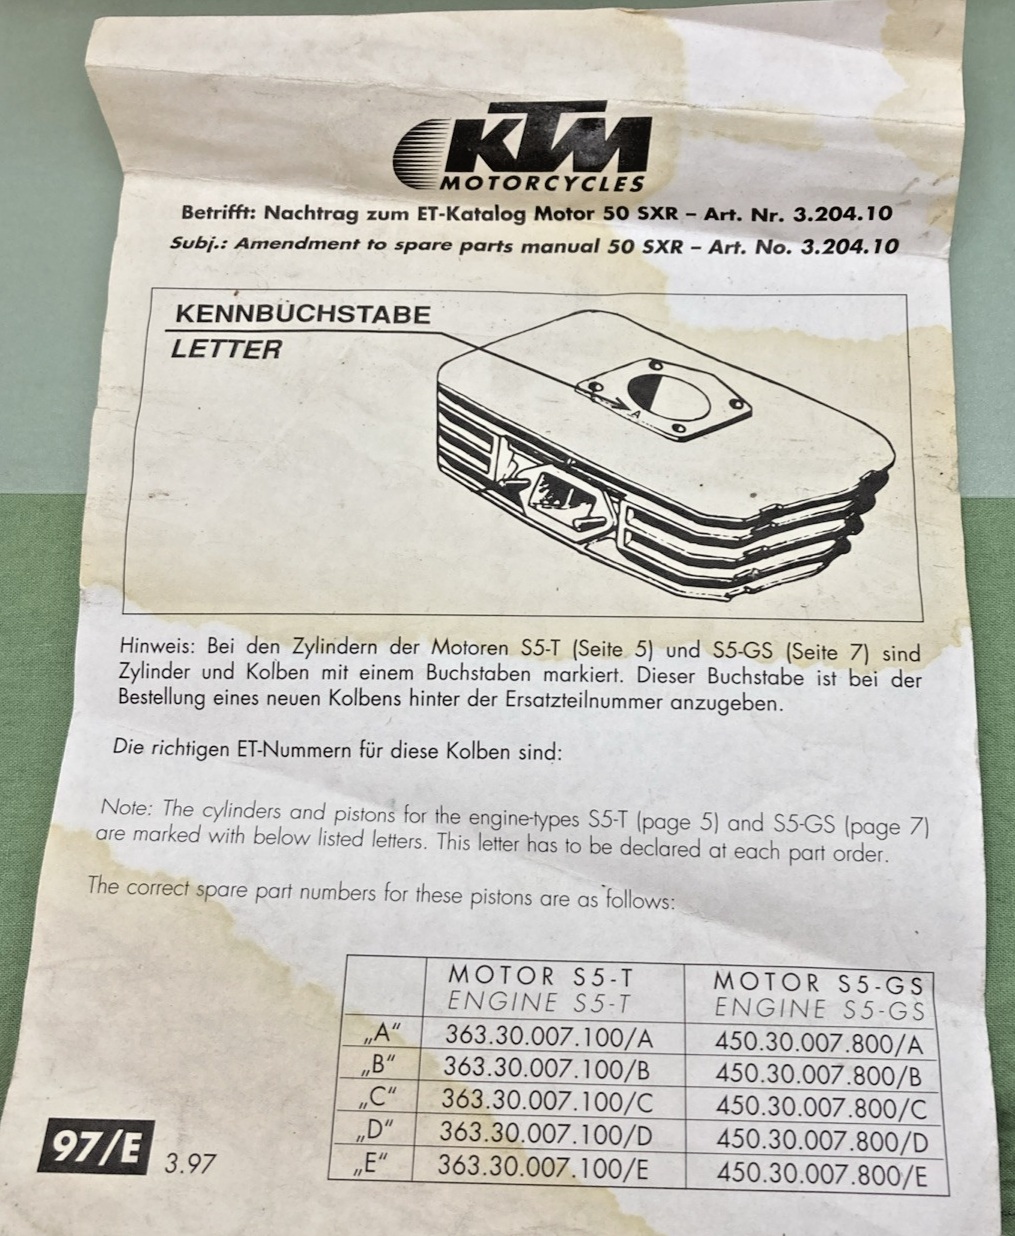 KTM
MOTORCYCLES
Betrifft: Nachtrag zum ET-Katalog Motor 50 SXR – Art. Nr. 3.204.10
Subj.: Amendment to spare parts manual 50 SXR – Art. No. 3.204.10
KENNBUCHSTABE
LETTER
A
Hinweis: Bei den Zylindern der Motoren S5-T (Seite 5) und S5-GS (Seite 7) sind
Zylinder und Kolben mit einem Buchstaben markiert. Dieser Buchstabe ist bei der
Bestellung eines neuen Kolbens hinter der Ersatzteilnummer anzugeben.
Die richtigen ET-Nummern für diese Kolben sind:
Note: The cylinders and pistons for the engine-types S5-T (page 5) and S5-GS (page 7)
are marked with below listed letters. This letter has to be declared at each part order.
The correct spare part numbers for these pistons are as follows:
MOTOR S5-T MOTOR S5-GS
ENGINE S5-T ENGINE S5-GS
„A“ 363.30.007.100/A 450.30.007.800/A
„B“ 363.30.007.100/B 450.30.007.800/B
„C“ 363.30.007.100/C 450.30.007.800/C
„D“ 363.30.007.100/D 450.30.007.800/D
„E“ 363.30.007.100/E 450.30.007.800/E
97/E 3.97